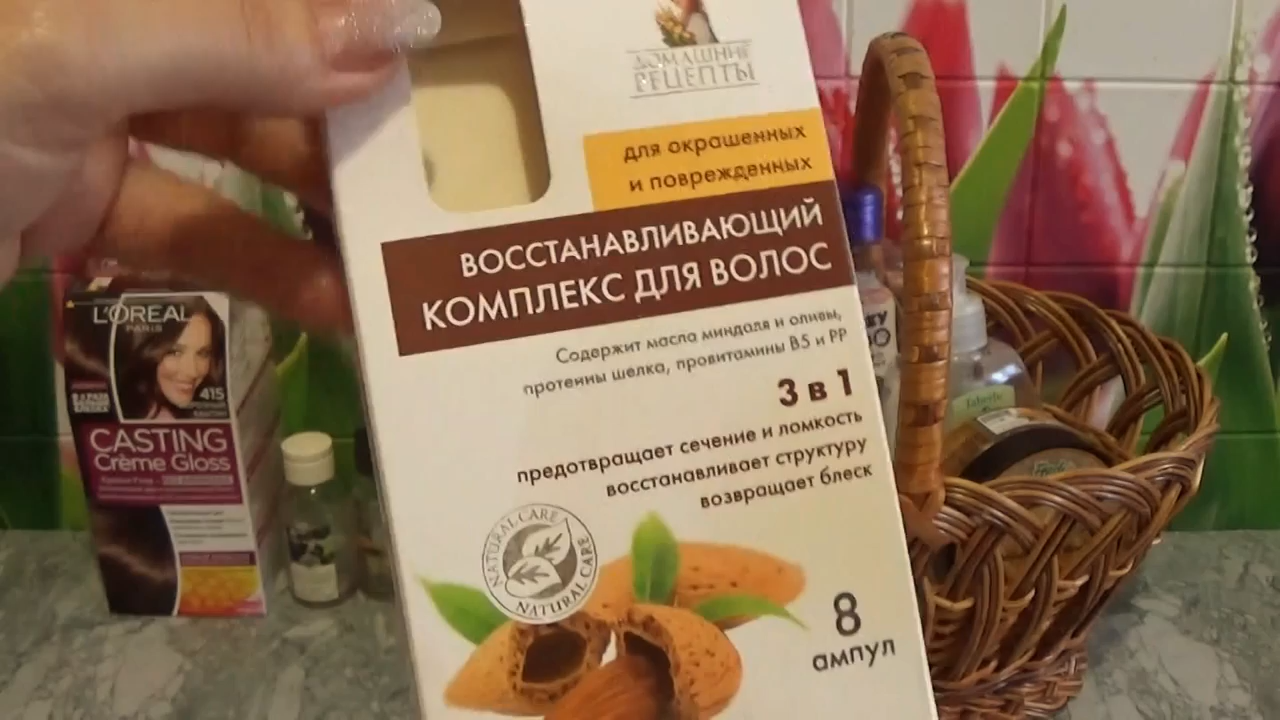 ДОМАШНИЕ
РЕЦЕПТЫ
для окрашенных
и поврежденных
ВОССТАНАВЛИВАЮЩИЙ
КОМПЛЕКС ДЛЯ ВОЛОС
Содержит масла миндаля и оливы,
протеины шелка, провитамины В5 и РР
3 в 1
предотвращает сечение и ломкость
восстанавливает структуру
возвращает блеск
NATURAL CARE
NATURAL CARE
8
ампул
L'ORÉAL
PARIS
415
CASTING
Crème Gloss
Faberlic